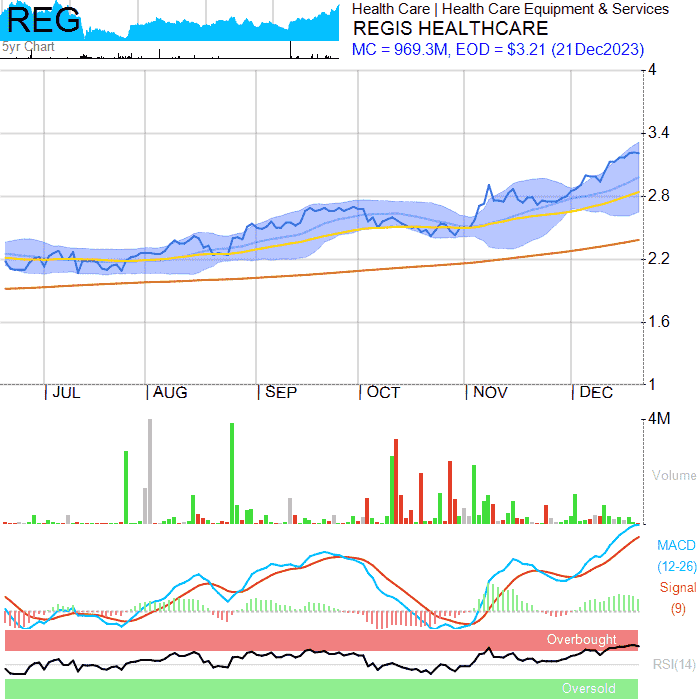 REG
5yr Chart
Health Care | Health Care Equipment & Services
REGIS HEALTHCARE
MC = 969.3M, EOD = $3.21 (21Dec2023)
4
3.4
2.8
2.2
1.6
1
JUL AUG SEP OCT NOV DEC
4M
Volume
MACD
(12-26)
Signal
(9)
Overbought
RSI(14)
Oversold